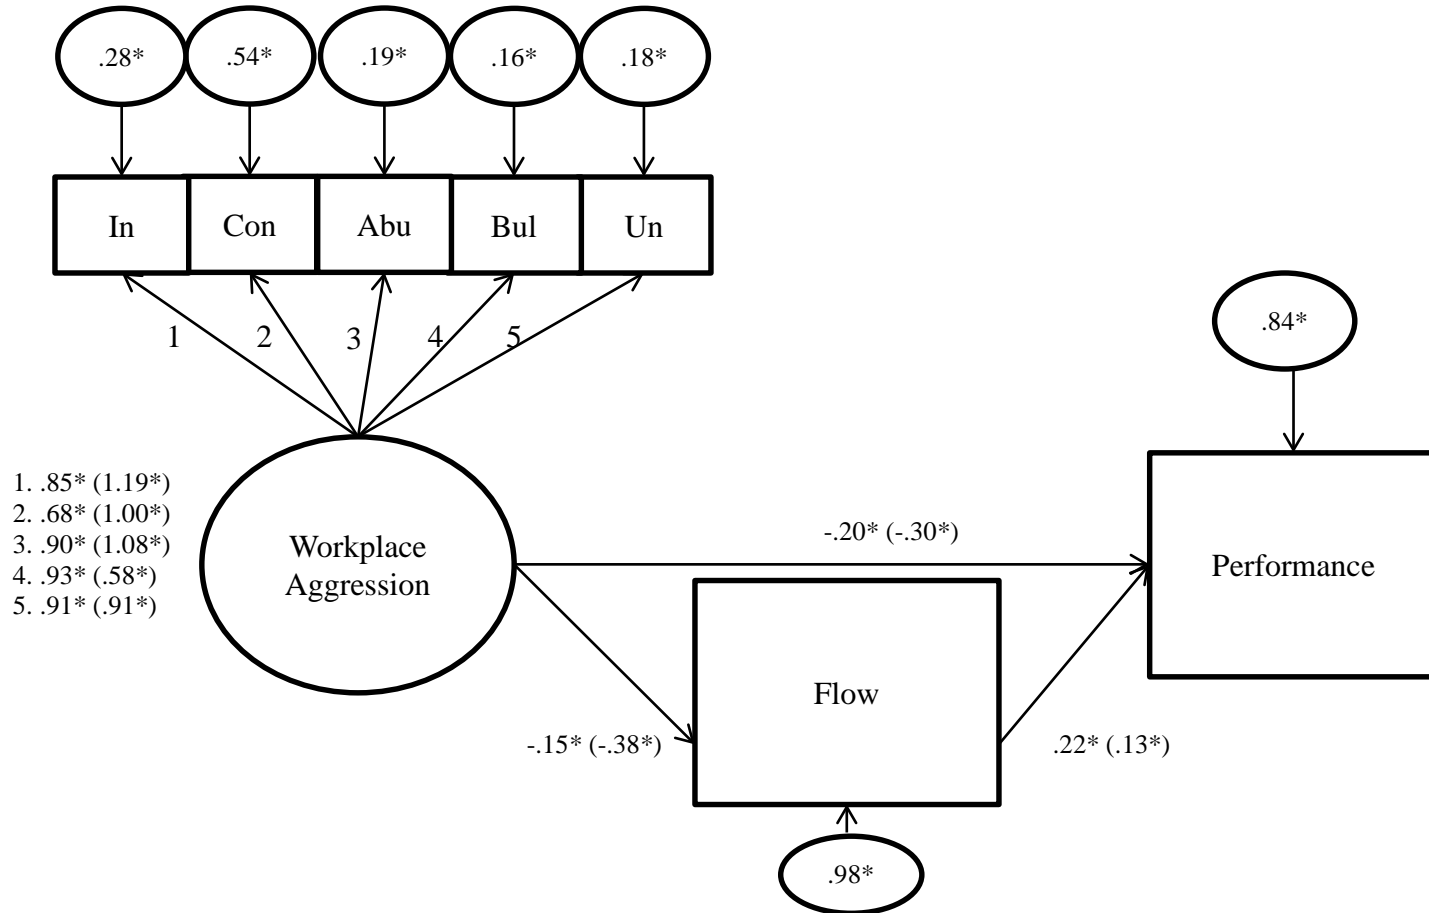 .28* .54* .19* .16* .18*
In Con Abu Bul Un
1 2 3 4 5
.84*
1. .85* (1.19*)
2. .68* (1.00*)
3. .90* (1.08*)
4. .93* (.58*)
5. .91* (.91*)
Workplace
Aggression
-.20* (-.30*)
Performance
Flow
-.15* (-.38*)
.22* (.13*)
.98*